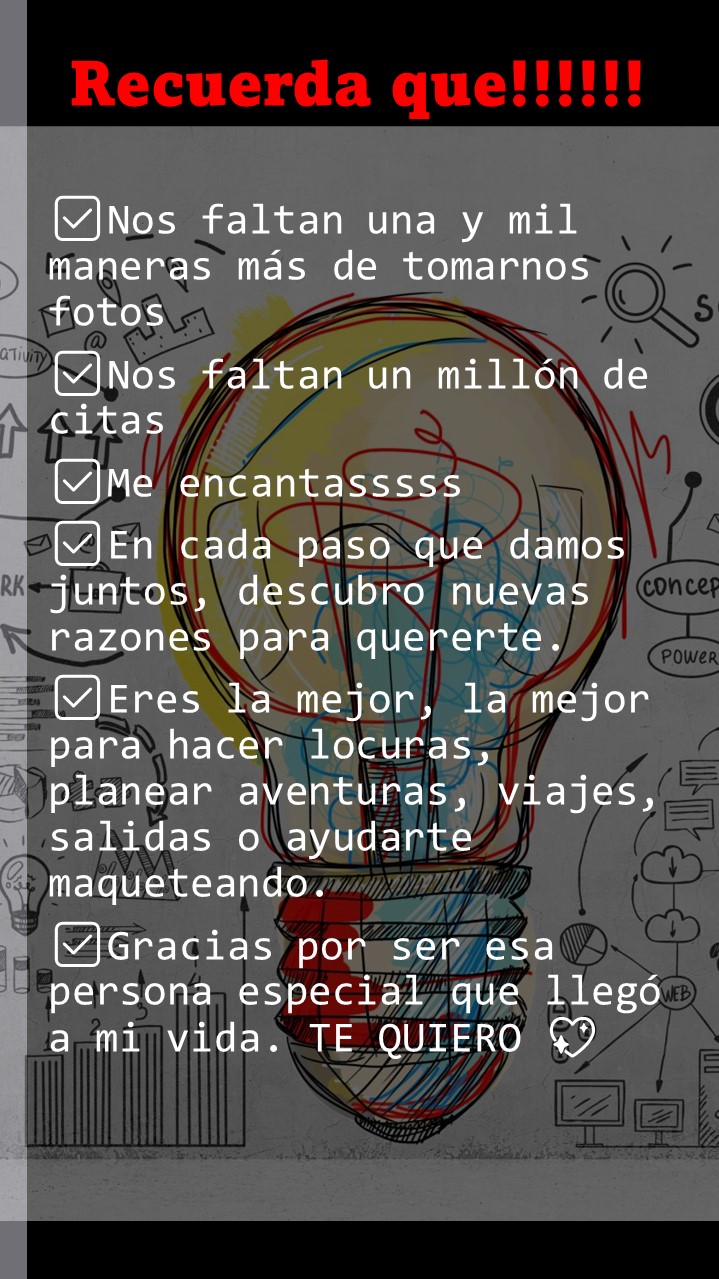 Recuerda que!!!!!!
☑Nos faltan una y mil
maneras más de tomarnos
fotos
☑Nos faltan un millón de
citas
☑Me encantasssss
☑En cada paso que damos
juntos, descubro nuevas
razones para quererte.
☑Eres la mejor, la mejor
para hacer locuras,
planear aventuras, viajes,
salidas o ayudarte
maqueteando.
☑Gracias por ser esa
persona especial que llegó
a mi vida. TE QUIERO 💖
CONCEP
POWER
WEB